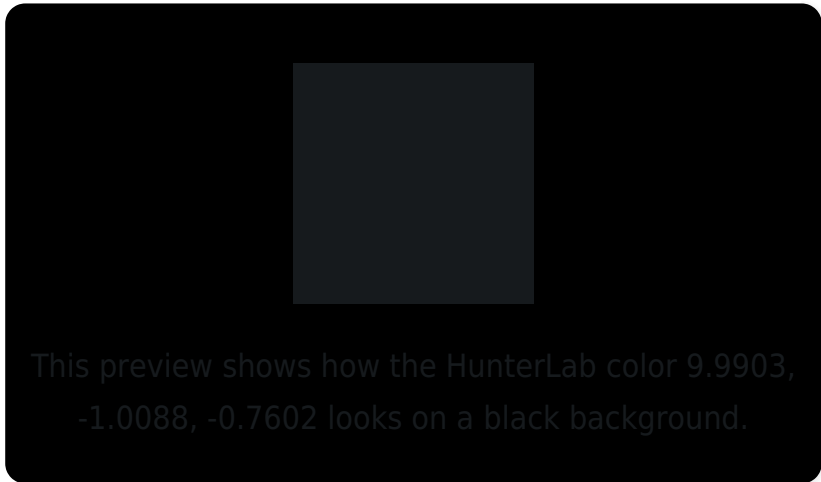 This preview shows how the HunterLab color 9.9903,
-1.0088, -0.7602 looks on a black background.